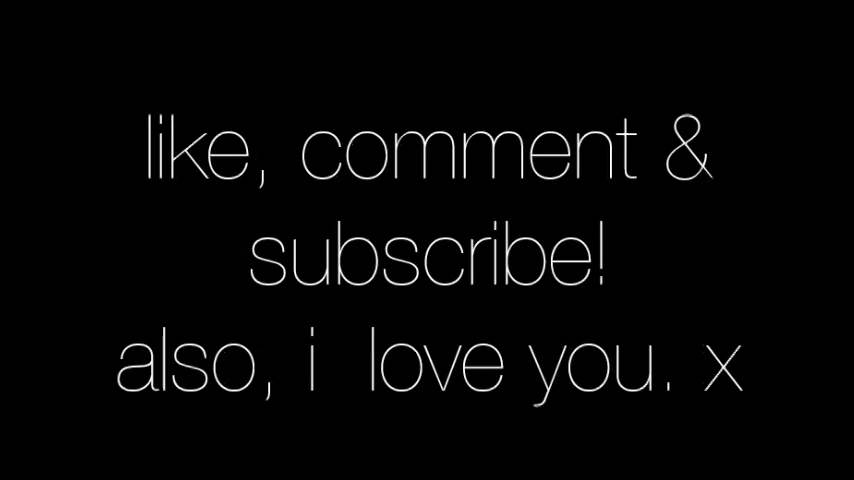 like, comment &
subscribe!
also, i love you. x